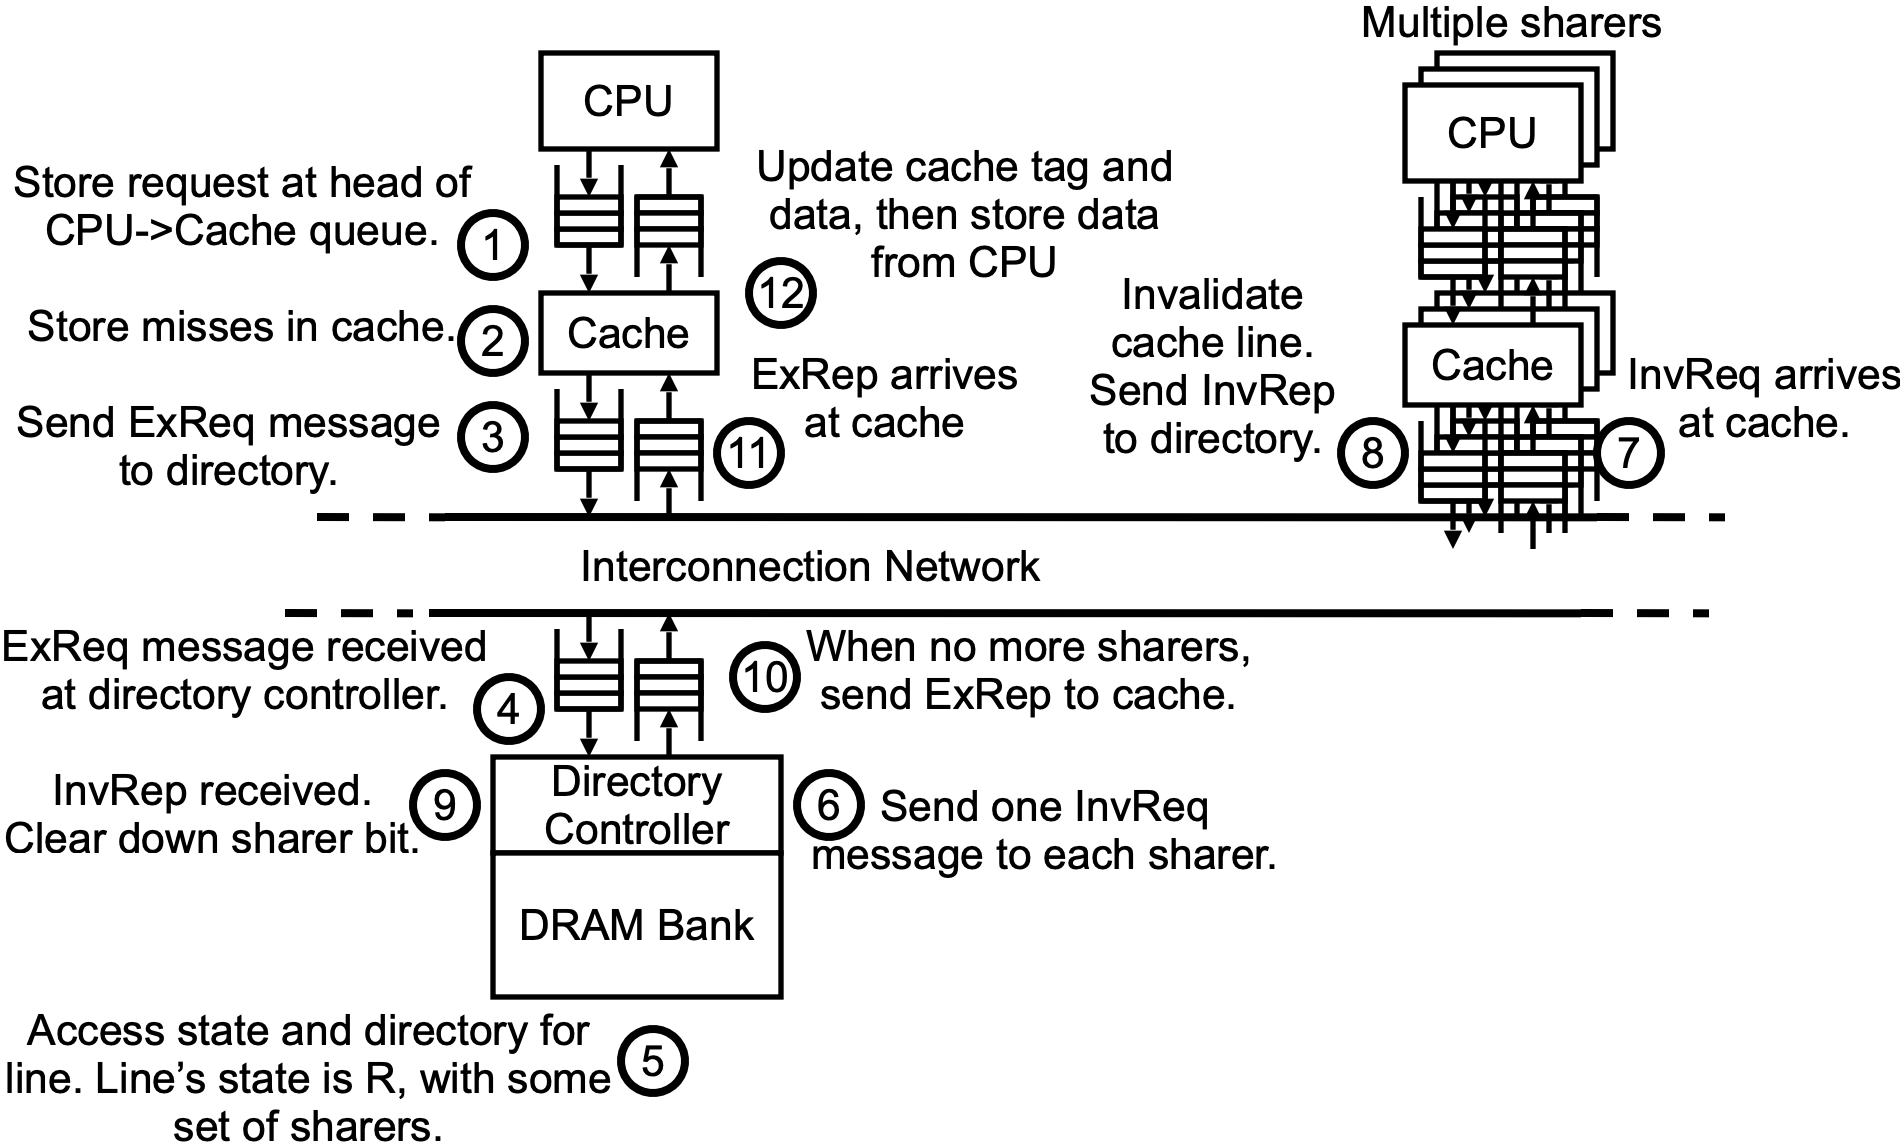 Multiple sharers
CPU
CPU
Store request at head of
CPU->Cache queue.
1
Update cache tag and
data, then store data
from CPU
12
Store misses in cache.
2
Cache
Invalidate
cache line.
Send InvRep
to directory.
8
Cache
InvReq arrives
at cache.
7
Send ExReq message
to directory.
3
ExRep arrives
at cache
11
Interconnection Network
ExReq message received
at directory controller.
4
10
When no more sharers,
send ExRep to cache.
InvRep received.
Clear down sharer bit.
9
Directory
Controller
6
Send one InvReq
message to each sharer.
DRAM Bank
Access state and directory for
line. Line’s state is R, with some
set of sharers.
5